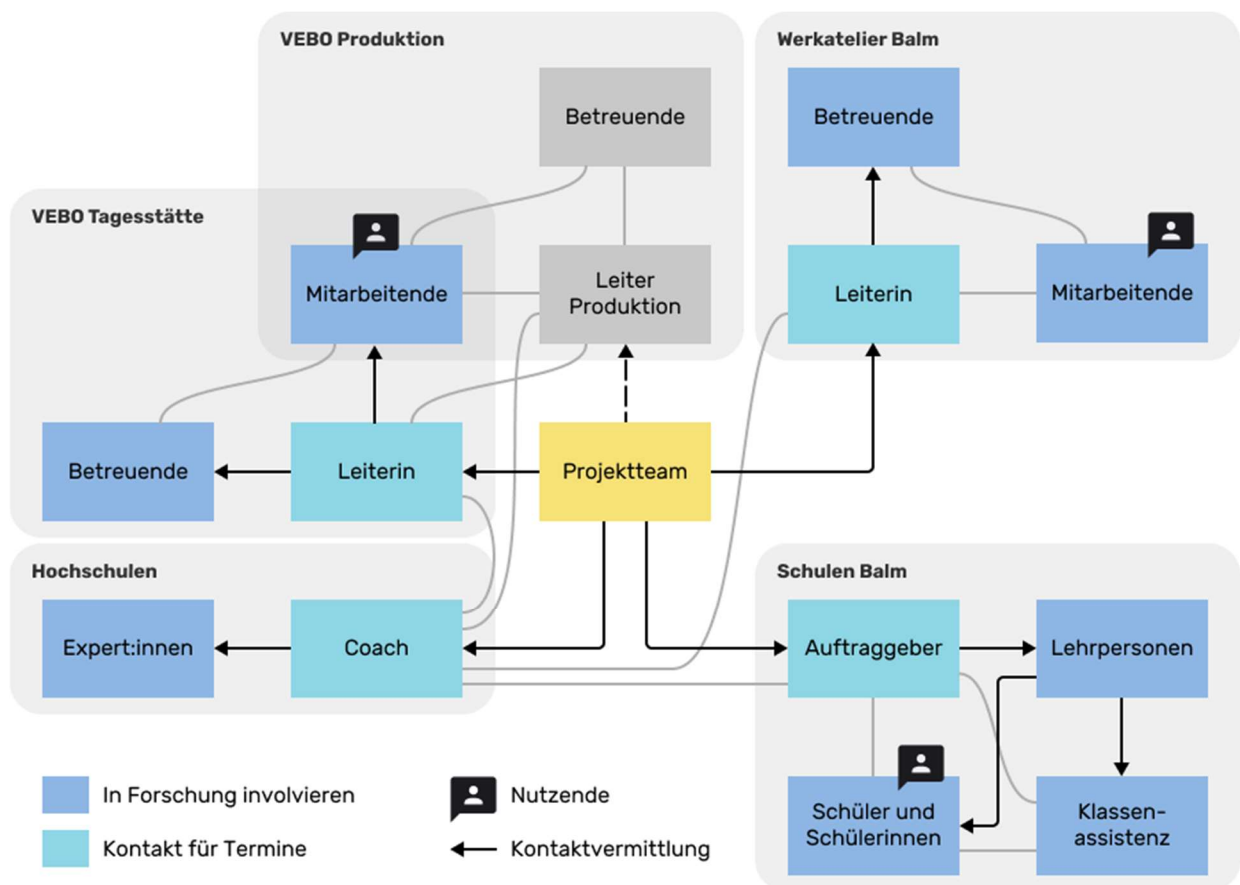 VEBO Produktion
Werkatelier Balm
Betreuende
Betreuende
VEBO Tagesstätte
Mitarbeitende
Leiter
Produktion
Leiterin
Mitarbeitende
Betreuende
Leiterin
Projektteam
Hochschulen
Schulen Balm
Expert:innen
Coach
Auftraggeber
Lehrpersonen
Schüler und
Schülerinnen
Klassen-
assistenz
In Forschung involvieren
Nutzende
Kontakt für Termine
Kontaktvermittlung